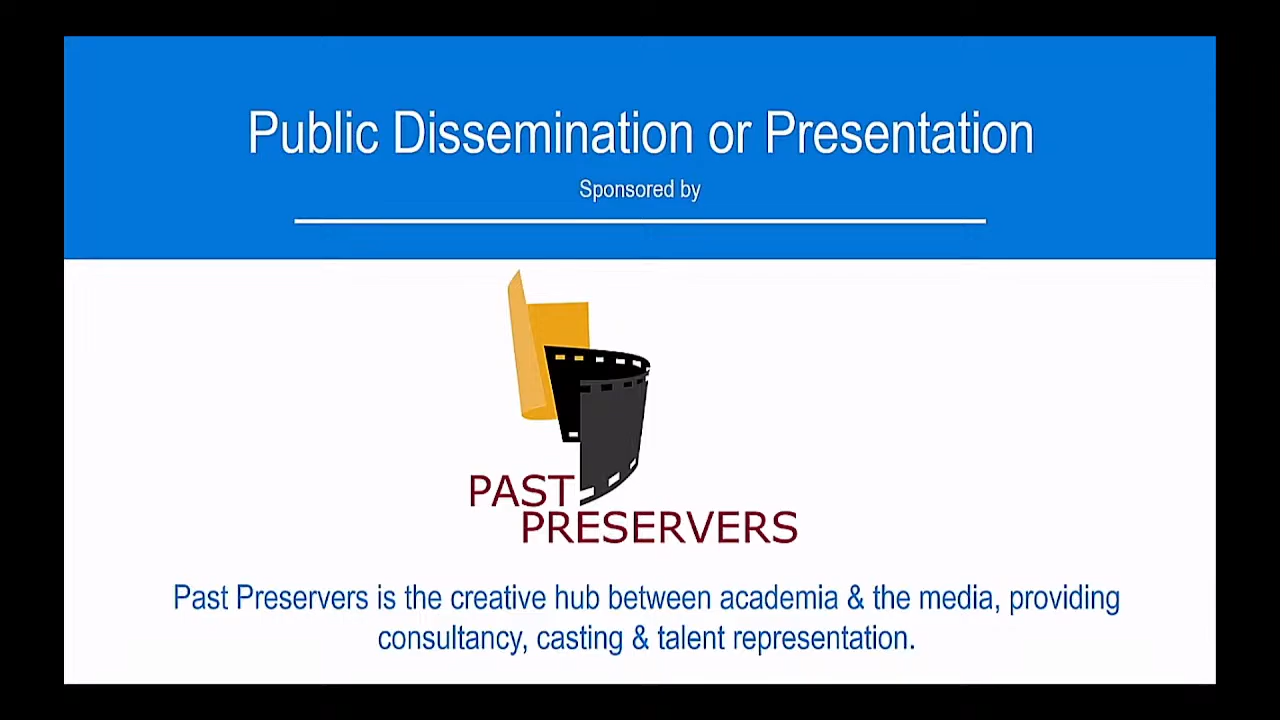 Public Dissemination or Presentation
Sponsored by
PAST
PRESERVERS
Past Preservers is the creative hub between academia & the media, providing
consultancy, casting & talent representation.